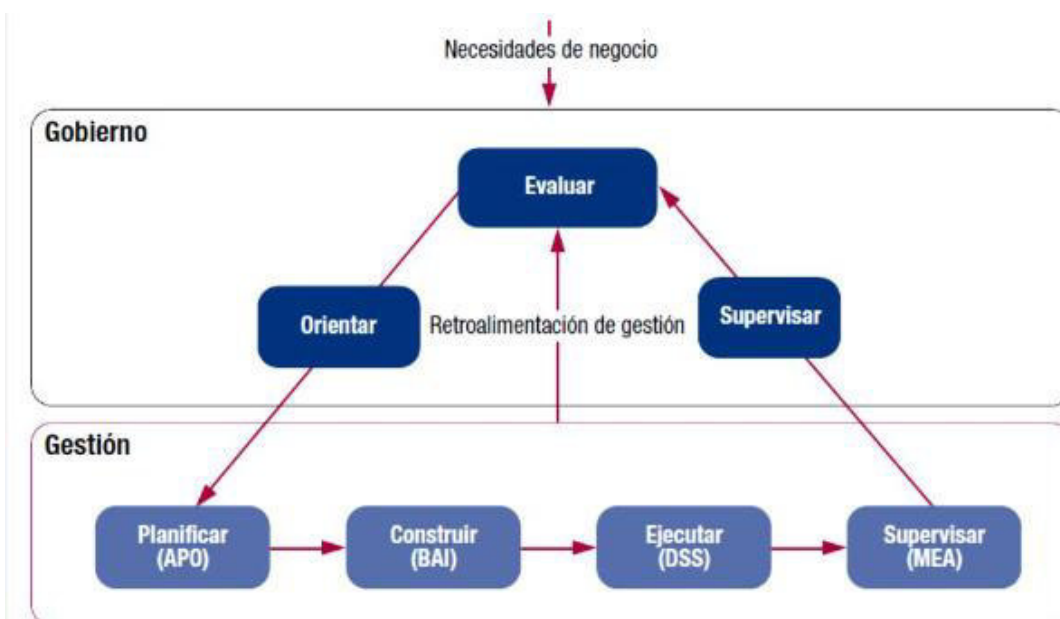 Necesidades de negocio
Gobierno
Evaluar
Orientar
Retroalimentación de gestión
Supervisar
Gestión
Planificar
(APO)
Construir
(BAI)
Ejecutar
(DSS)
Supervisar
(MEA)